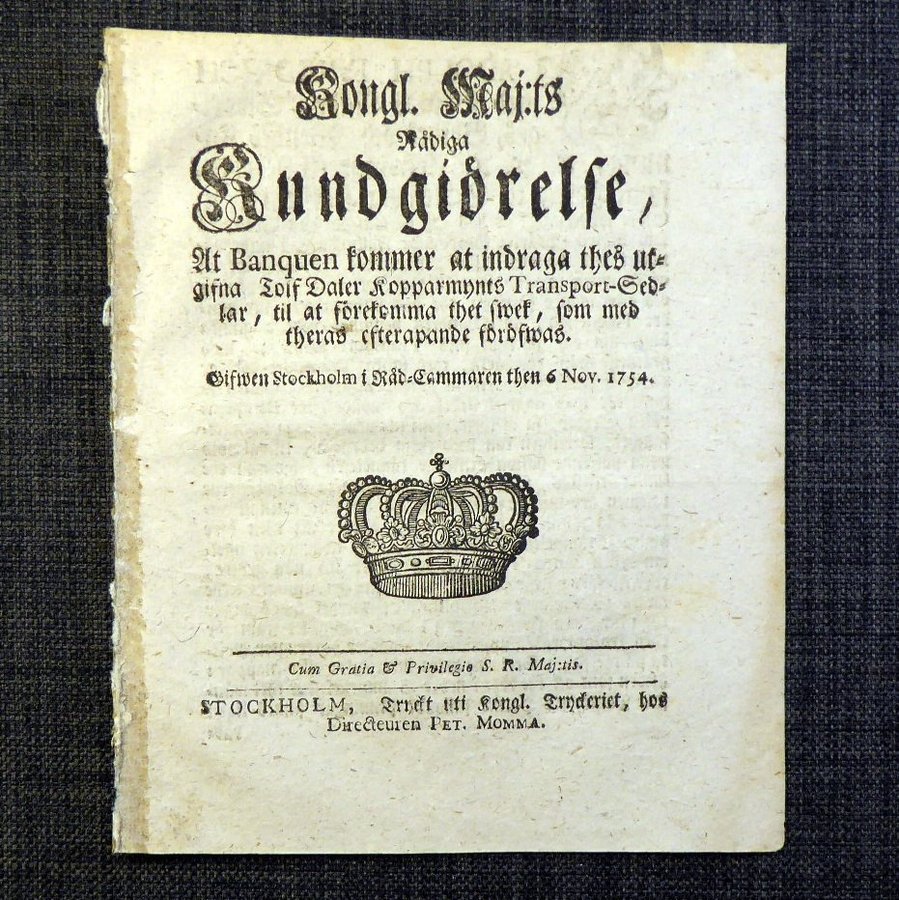 Kongl. Maj:ts
Nådiga
Kundgiörelse,
At Banquen kommer at indraga thes ut-
gifna Tolf Daler Kopparmynts Transport-Sed-
lar, til at förekomma thet swek, som med
theras efterapande föröfwas.
Gifwen Stockholm i Råd-Cammaren then 6 Nov. 1754.
Cum Gratia & Privilegio S. R. Maj:tis.
STOCKHOLM, Tryckt uti Kongl. Tryckeriet, hos
Directeuren PET. MOMMA.